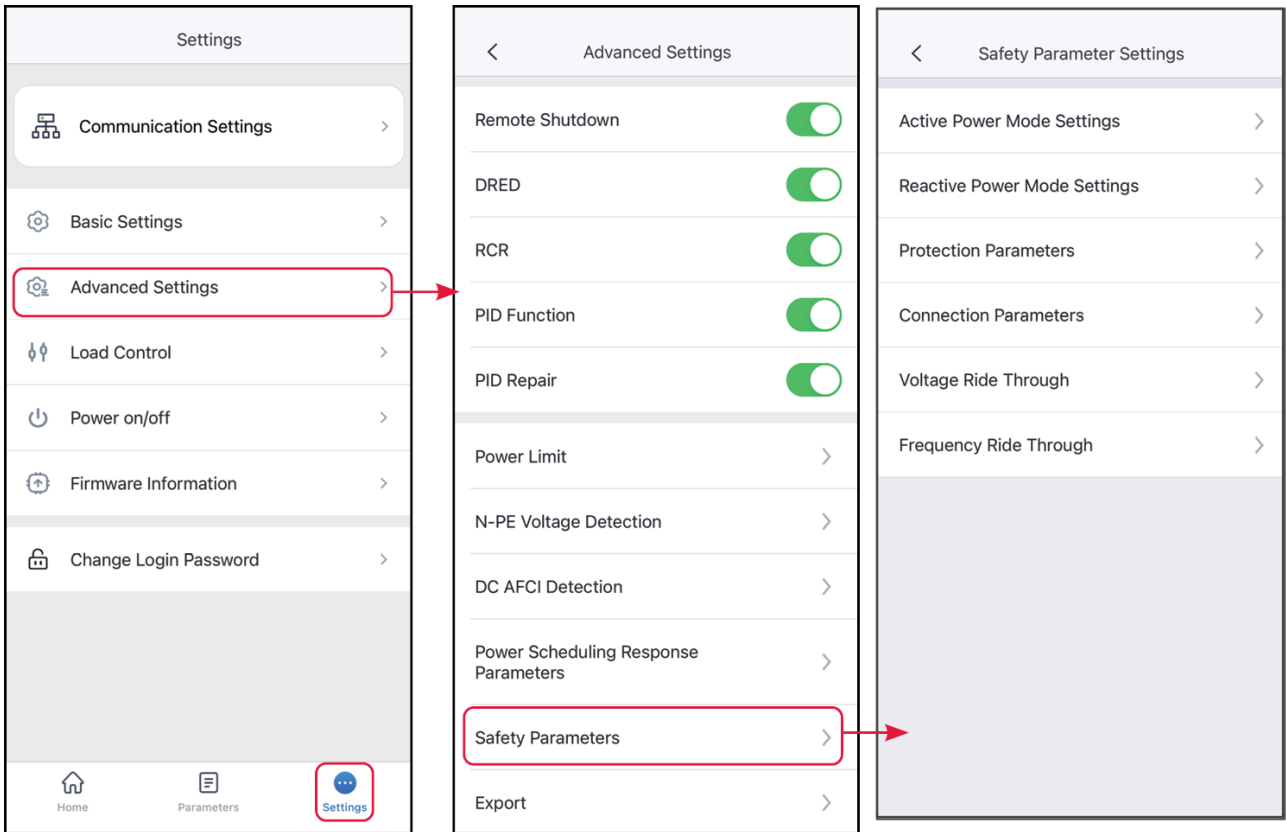 Settings
Communication Settings
Basic Settings
Advanced Settings
Load Control
Power on/off
Firmware Information
Change Login Password
Home
Parameters
Settings
Advanced Settings
Remote Shutdown
DRED
RCR
PID Function
PID Repair
Power Limit
N-PE Voltage Detection
DC AFCI Detection
Power Scheduling Response
Parameters
Safety Parameters
Export
Safety Parameter Settings
Active Power Mode Settings
Reactive Power Mode Settings
Protection Parameters
Connection Parameters
Voltage Ride Through
Frequency Ride Through